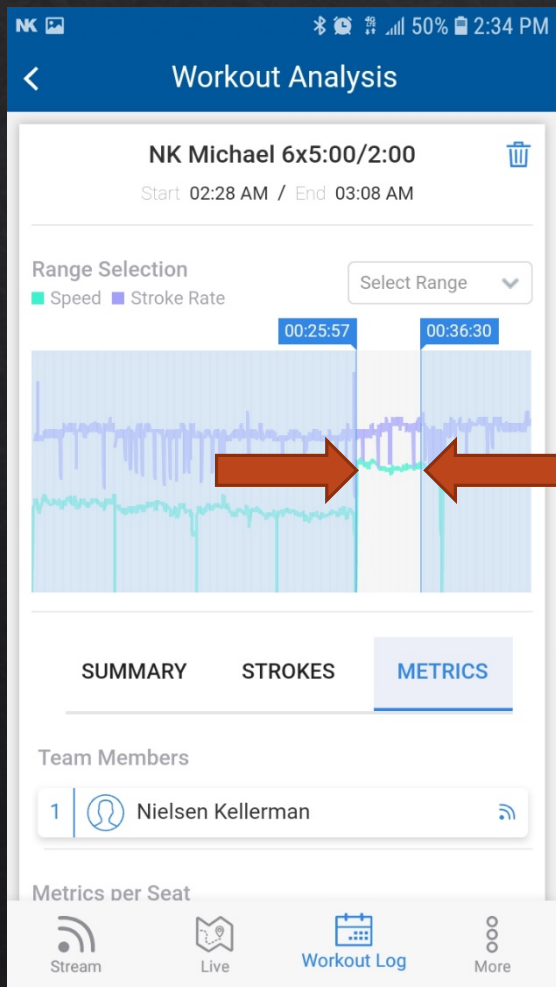 NK 4G 50% 2:34 PM
Workout Analysis
NK Michael 6x5:00/2:00
Start 02:28 AM / End 03:08 AM
Range Selection
Select Range
Speed Stroke Rate
00:25:57 00:36:30
SUMMARY STROKES METRICS
Team Members
1 Nielsen Kellerman
Metrics per Seat
Stream Live Workout Log More